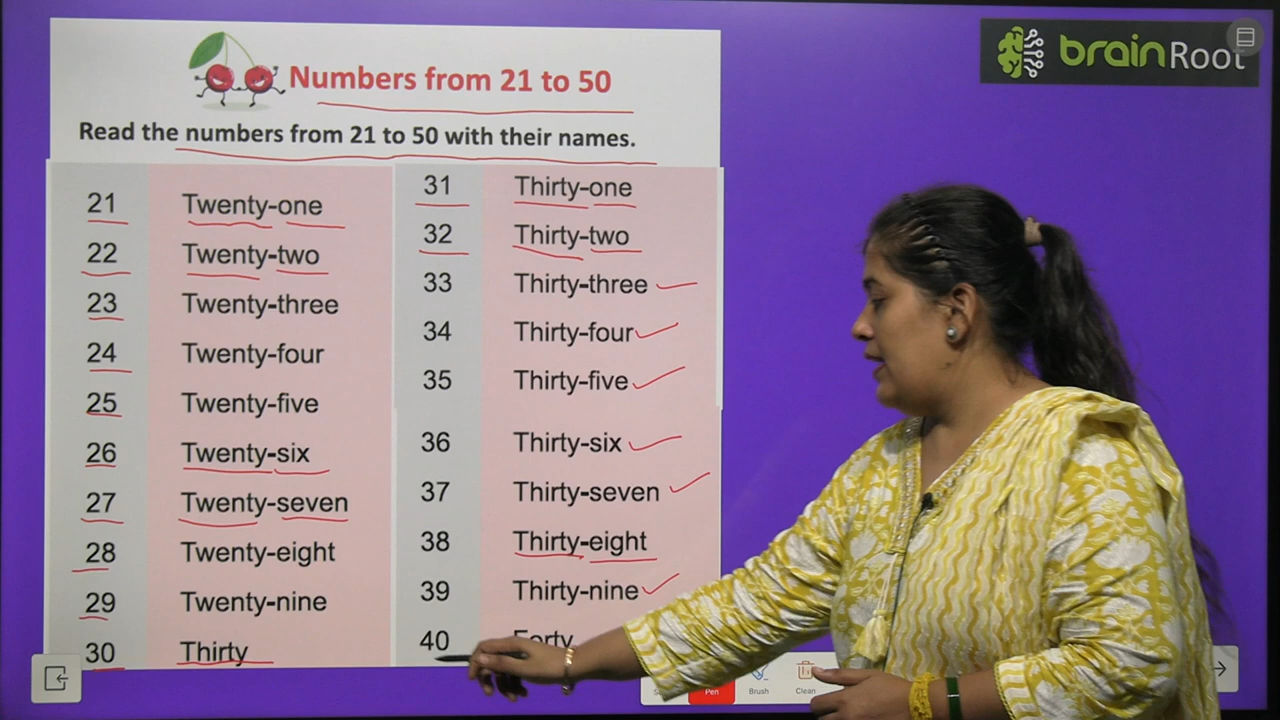 brainRoot
Numbers from 21 to 50
Read the numbers from 21 to 50 with their names.
21 Twenty-one
22 Twenty-two
23 Twenty-three
24 Twenty-four
25 Twenty-five
26 Twenty-six
27 Twenty-seven
28 Twenty-eight
29 Twenty-nine
30 Thirty
31 Thirty-one
32 Thirty-two
33 Thirty-three
34 Thirty-four
35 Thirty-five
36 Thirty-six
37 Thirty-seven
38 Thirty-eight
39 Thirty-nine
40 Forty
Pen
Brush
Clean